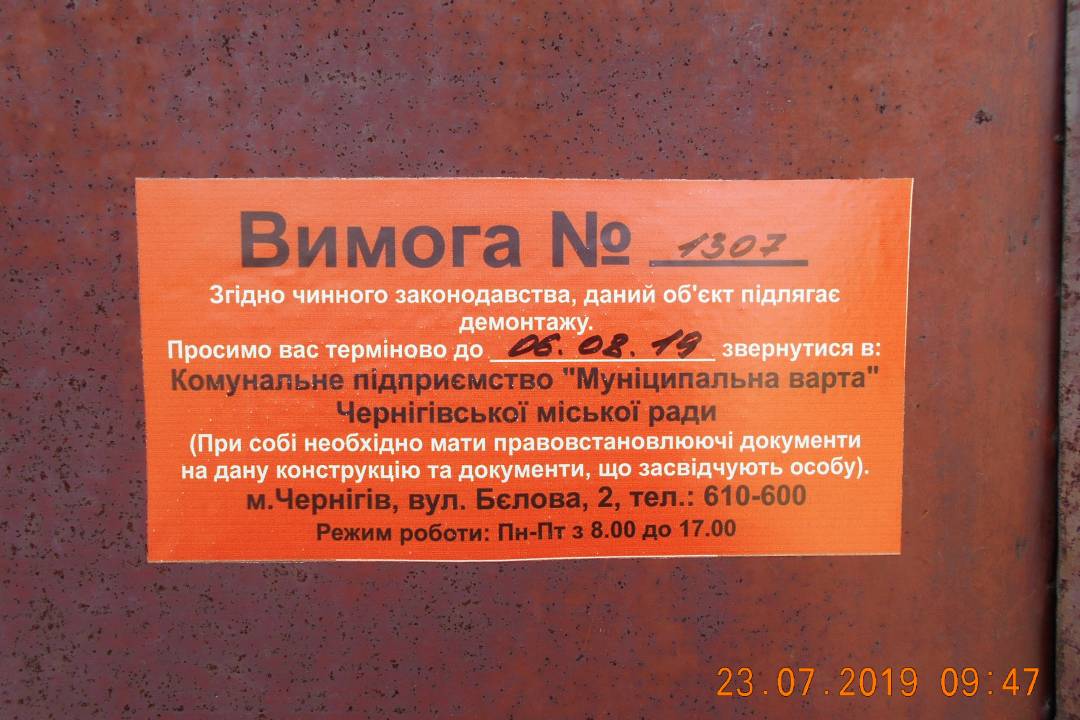 Вимога № 1307
Згідно чинного законодавства, даний об'єкт підлягає
демонтажу.
Просимо вас терміново до 06.08.19 звернутися в:
Комунальне підприємство "Муніципальна варта"
Чернігівської міської ради
(При собі необхідно мати правовстановлюючі документи
на дану конструкцію та документи, що засвідчують особу).
м.Чернігів, вул. Бєлова, 2, тел.: 610-600
Режим роботи: Пн-Пт з 8.00 до 17.00
23.07.2019 09:47